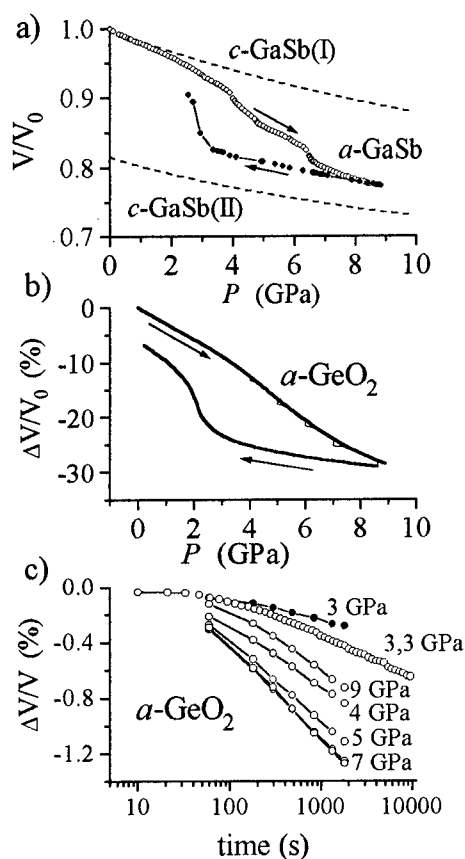 a)
1.0
c-GaSb(I)
0.9
V/V0
a-GaSb
0.8
c-GaSb(II)
0.7
0 2 4 6 8 10
P (GPa)
b)
0
-10
a-GeO2
ΔV/V0 (%)
-20
-30
0 2 4 6 8 10
P (GPa)
c)
0.0
3 GPa
3,3 GPa
-0.4
ΔV/V (%)
9 GPa
-0.8
4 GPa
a-GeO2
5 GPa
-1.2
7 GPa
10 100 1000 10000
time (s)